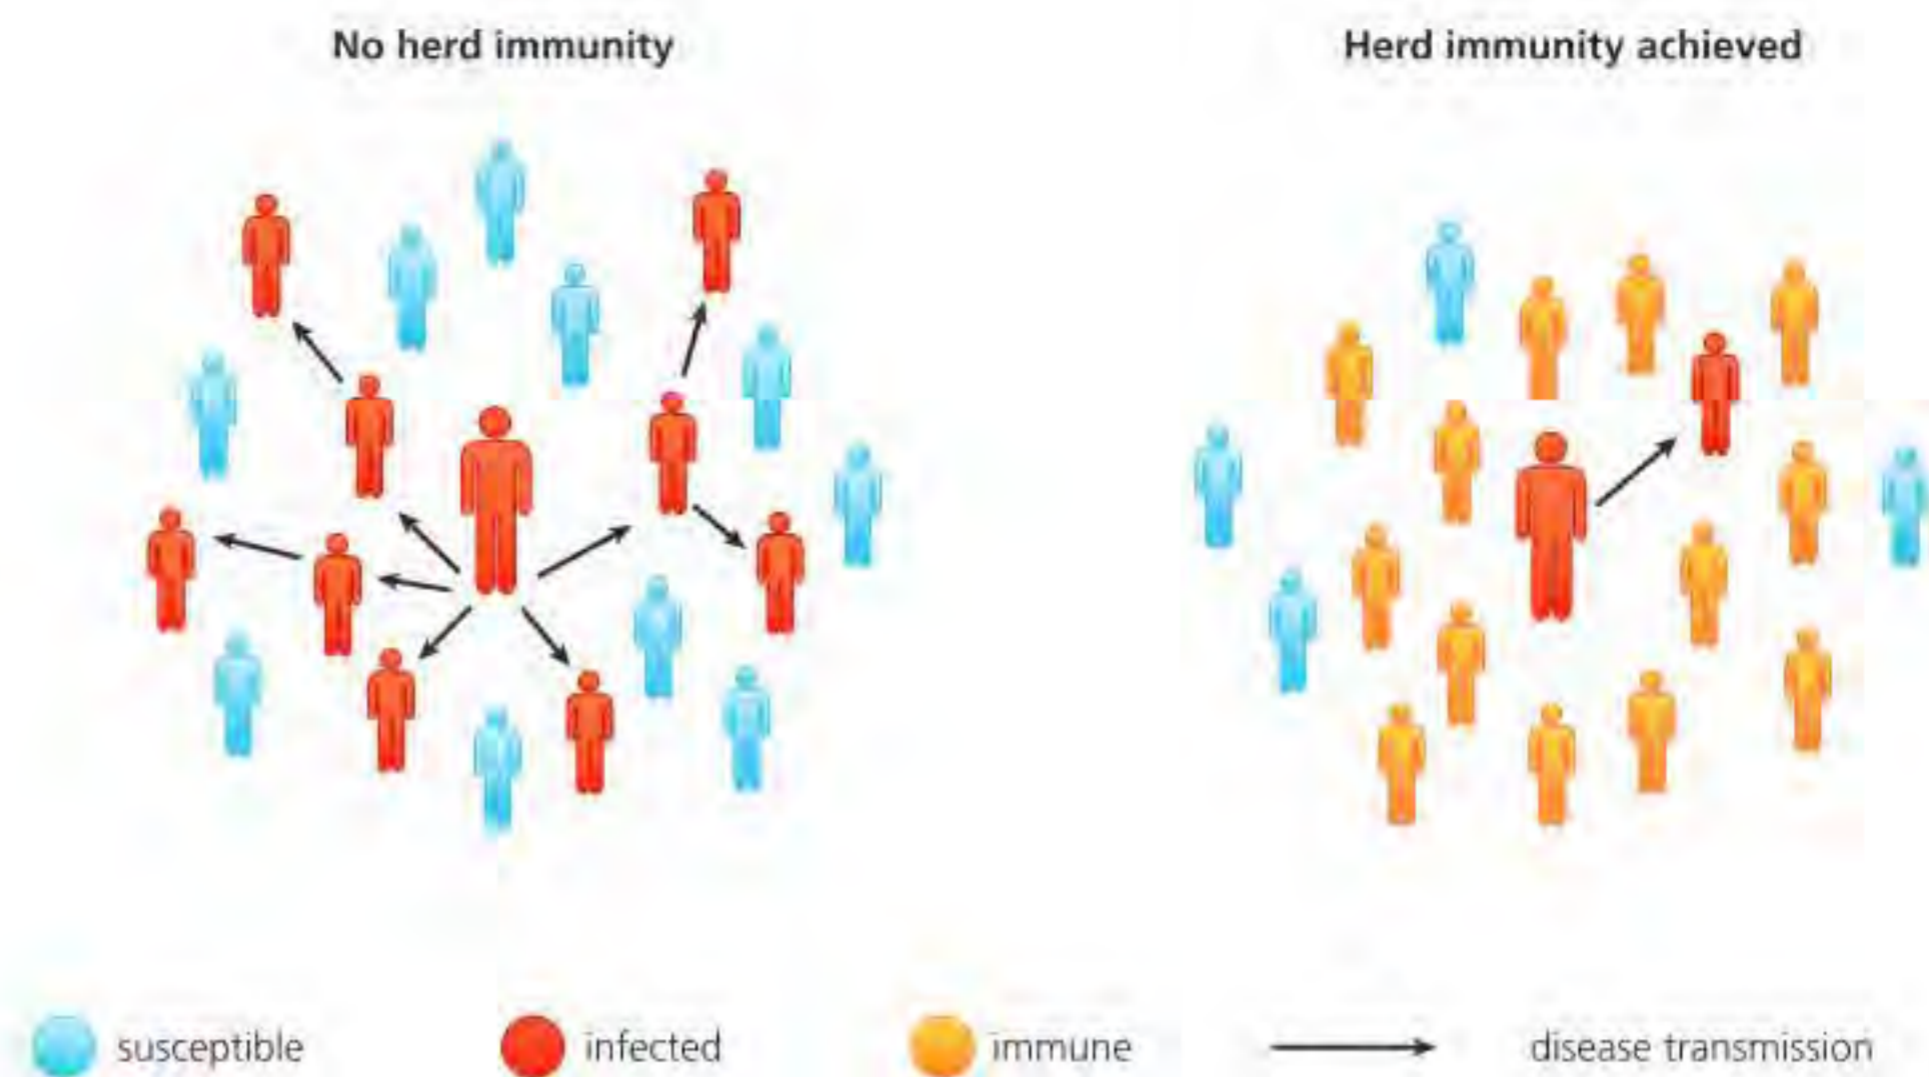 No herd immunity
Herd immunity achieved
susceptible
infected
immune
disease transmission